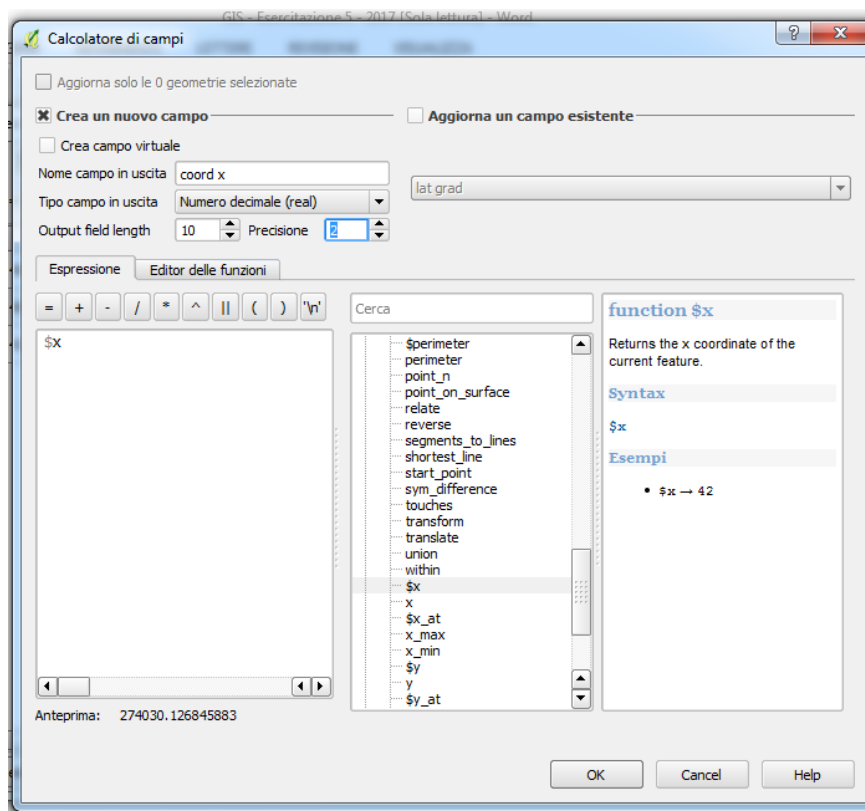 GIS - Esercitazione 5 - 2017 [Sola lettura] - Word
Calcolatore di campi
LETTERE REVISIONE VISUALIZZA
Aggiorna solo le 0 geometrie selezionate
Crea un nuovo campo
Aggiorna un campo esistente
Crea campo virtuale
Nome campo in uscita coord x
lat grad
Tipo campo in uscita Numero decimale (real)
Output field length 10 Precisione 2
Espressione Editor delle funzioni
= + - / * ^ || ( ) '\n'
Cerca
$x
$perimeter
perimeter
point_n
point_on_surface
relate
reverse
segments_to_lines
shortest_line
start_point
sym_difference
touches
transform
translate
union
within
$x
x
$x_at
x_max
x_min
$y
y
$y_at
function $x
Returns the x coordinate of the
current feature.
Syntax
$x
Esempi
• $x → 42
Anteprima: 274030.126845883
OK Cancel Help